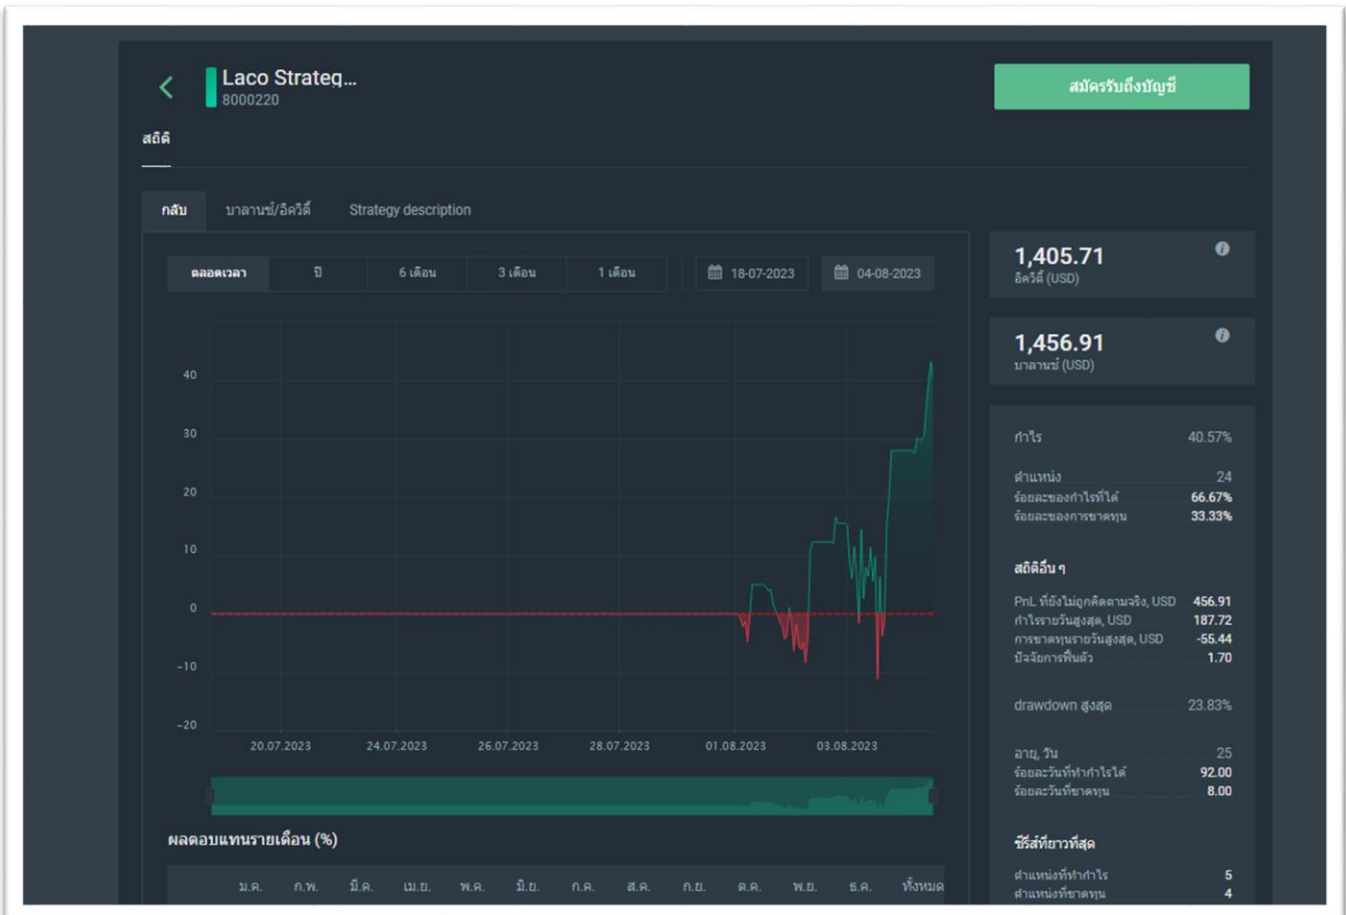 Laco Strateg...
8000220
สมัครรับถึงบัญชี
สถิติ
กลับ บาลานซ์/อิควิตี้ Strategy description
ตลอดเวลา ปี 6 เดือน 3 เดือน 1 เดือน 18-07-2023 04-08-2023
1,405.71
อิควิตี้ (USD)
1,456.91
บาลานซ์ (USD)
40
30
20
10
0
-10
-20
20.07.2023 24.07.2023 26.07.2023 28.07.2023 01.08.2023 03.08.2023
กำไร 40.57%
ตำแหน่ง 24
ร้อยละของกำไรที่ได้ 66.67%
ร้อยละของการขาดทุน 33.33%
สถิติอื่น ๆ
PnL ที่ยังไม่ถูกคิดตามจริง, USD 456.91
กำไรรายวันสูงสุด, USD 187.72
การขาดทุนรายวันสูงสุด, USD -55.44
ปัจจัยการฟื้นตัว 1.70
drawdown สูงสุด 23.83%
อายุ, วัน 25
ร้อยละวันที่ทำกำไรได้ 92.00
ร้อยละวันที่ขาดทุน 8.00
ซีรีส์ที่ยาวที่สุด
ตำแหน่งที่ทำกำไร 5
ตำแหน่งที่ขาดทุน 4
ผลตอบแทนรายเดือน (%)
ม.ค. ก.พ. มี.ค. เม.ย. พ.ค. มิ.ย. ก.ค. ส.ค. ก.ย. ต.ค. พ.ย. ธ.ค. ทั้งหมด